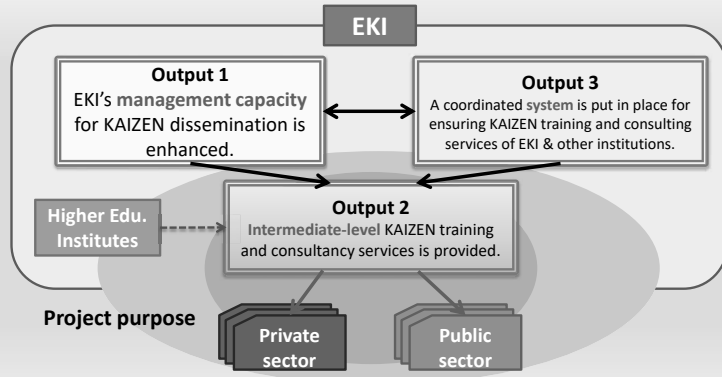 EKI
Output 1
EKI's management capacity
for KAIZEN dissemination is
enhanced.
Output 3
A coordinated system is put in place for
ensuring KAIZEN training and consulting
services of EKI & other institutions.
Higher Edu.
Institutes
Output 2
Intermediate-level KAIZEN training
and consultancy services is provided.
Project purpose
Private
sector
Public
sector